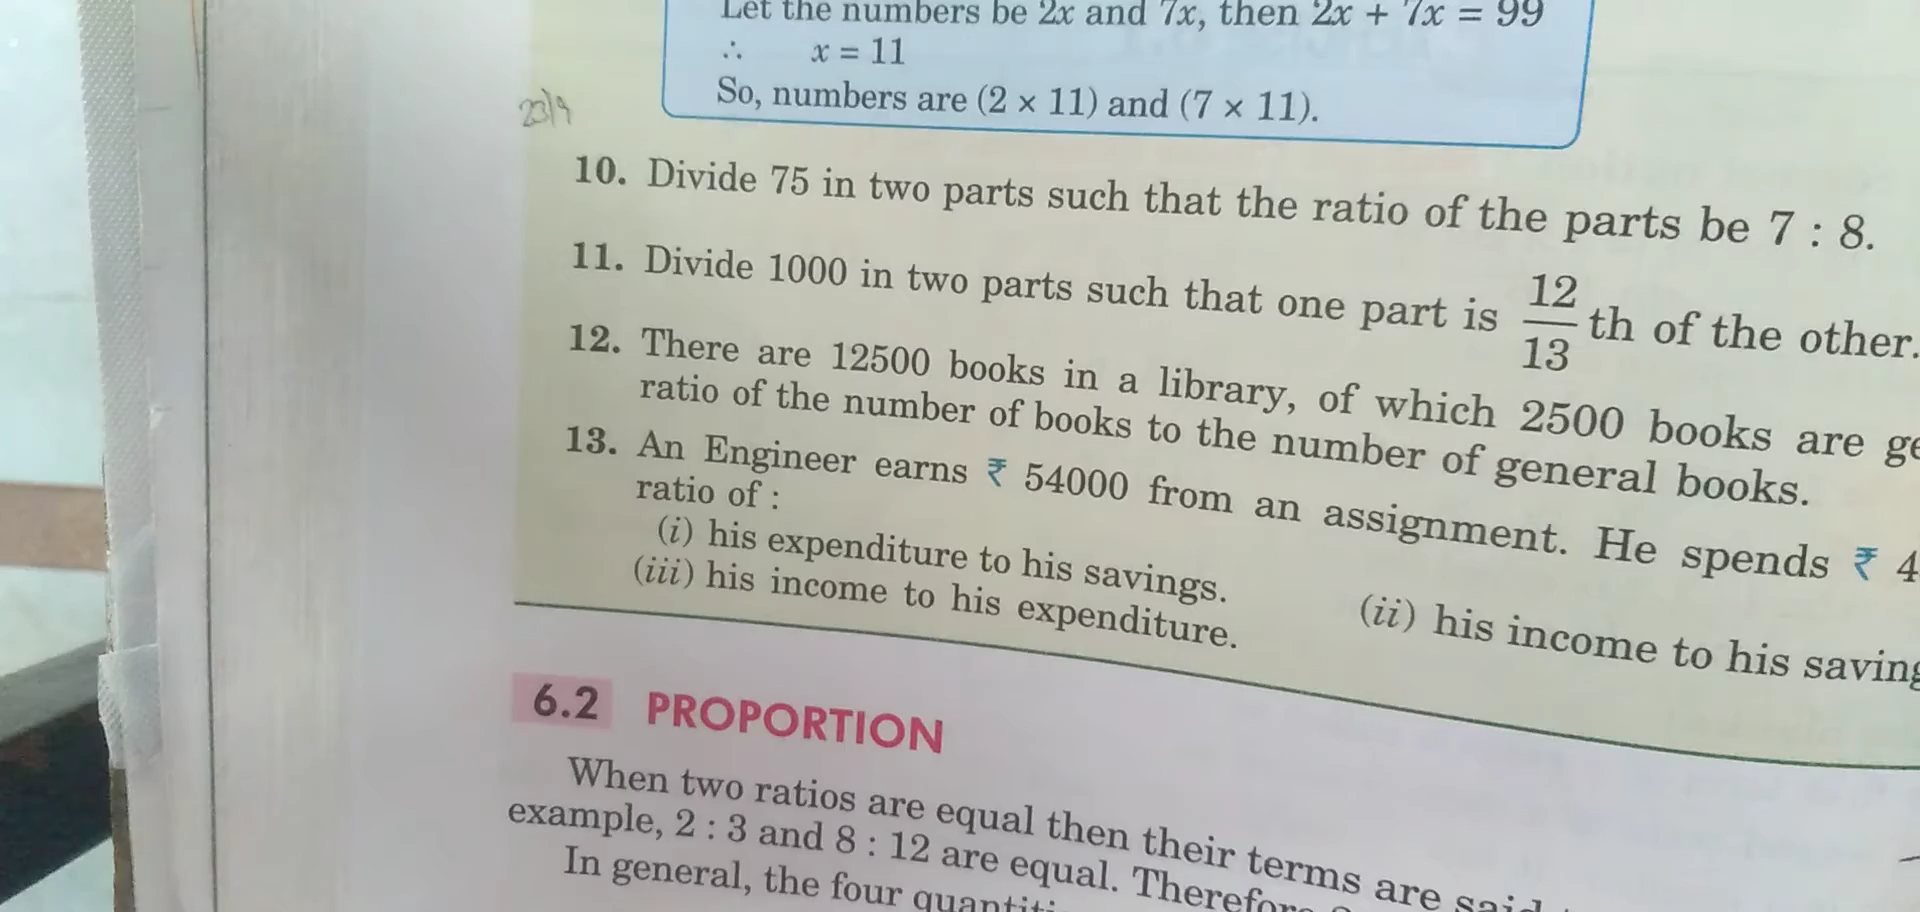 Let the numbers be 2x and 7x, then 2x + 7x = 99
∴ x = 11
So, numbers are (2 × 11) and (7 × 11).
23/9
10. Divide 75 in two parts such that the ratio of the parts be 7 : 8.
11. Divide 1000 in two parts such that one part is 12/13 th of the other.
12. There are 12500 books in a library, of which 2500 books are
ratio of the number of books to the number of general books.
13. An Engineer earns ₹ 54000 from an assignment. He spends ₹
ratio of :
(i) his expenditure to his savings. (ii) his income to his
(iii) his income to his expenditure.
6.2 PROPORTION
When two ratios are equal then their terms are
example, 2 : 3 and 8 : 12 are equal.
In general, the four